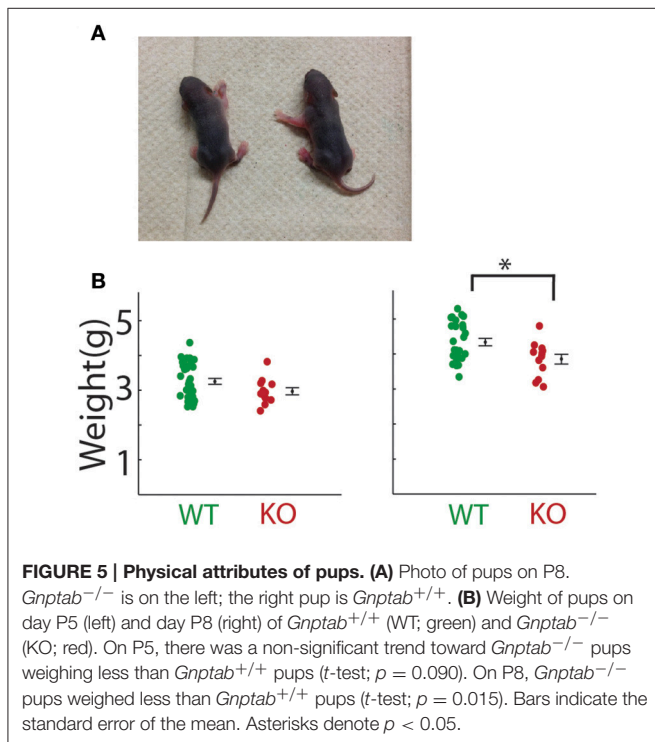 A
B
*
Weight(g)
5
3
1
WT KO
WT KO
FIGURE 5 | Physical attributes of pups. (A) Photo of pups on P8.
Gnptab−/− is on the left; the right pup is Gnptab+/+. (B) Weight of pups on
day P5 (left) and day P8 (right) of Gnptab+/+ (WT; green) and Gnptab−/−
(KO; red). On P5, there was a non-significant trend toward Gnptab−/− pups
weighing less than Gnptab+/+ pups (t-test; p = 0.090). On P8, Gnptab−/−
pups weighed less than Gnptab+/+ pups (t-test; p = 0.015). Bars indicate the
standard error of the mean. Asterisks denote p < 0.05.